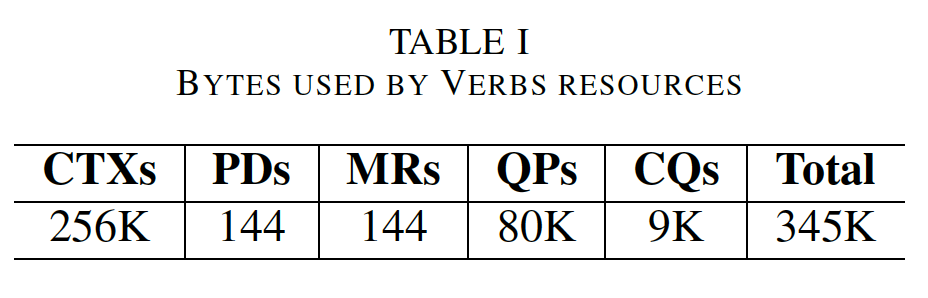 TABLE I
BYTES USED BY VERBS RESOURCES
CTXs PDs MRs QPs CQs Total
256K 144 144 80K 9K 345K